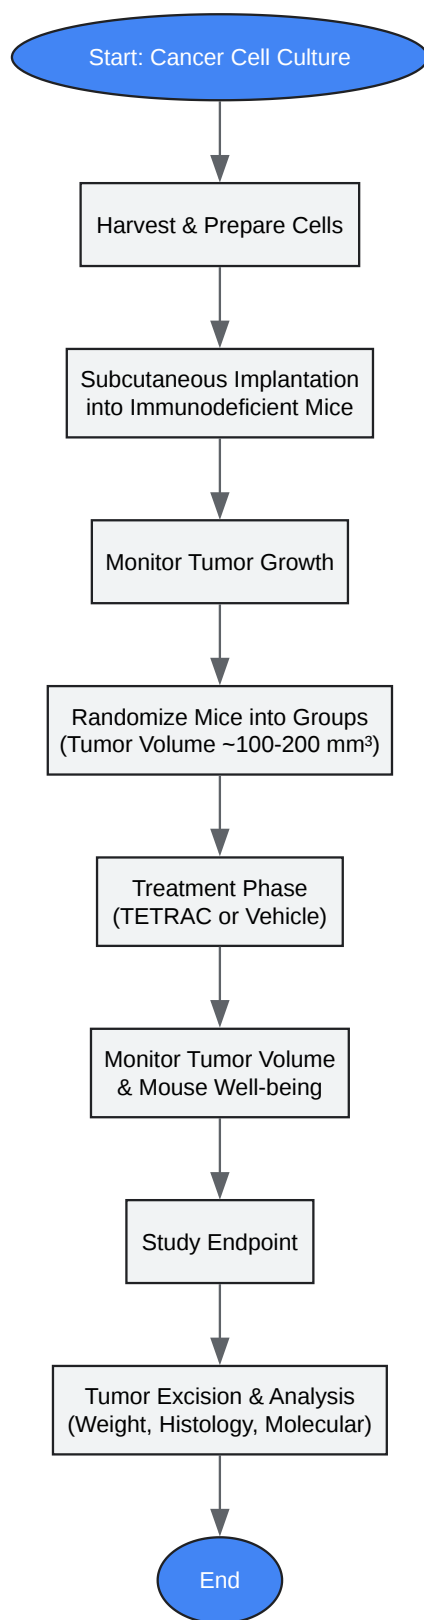 Start: Cancer Cell Culture
Harvest & Prepare Cells
Subcutaneous Implantation
into Immunodeficient Mice
Monitor Tumor Growth
Randomize Mice into Groups
(Tumor Volume ~100-200 mm³)
Treatment Phase
(TETRAC or Vehicle)
Monitor Tumor Volume
& Mouse Well-being
Study Endpoint
Tumor Excision & Analysis
(Weight, Histology, Molecular)
End